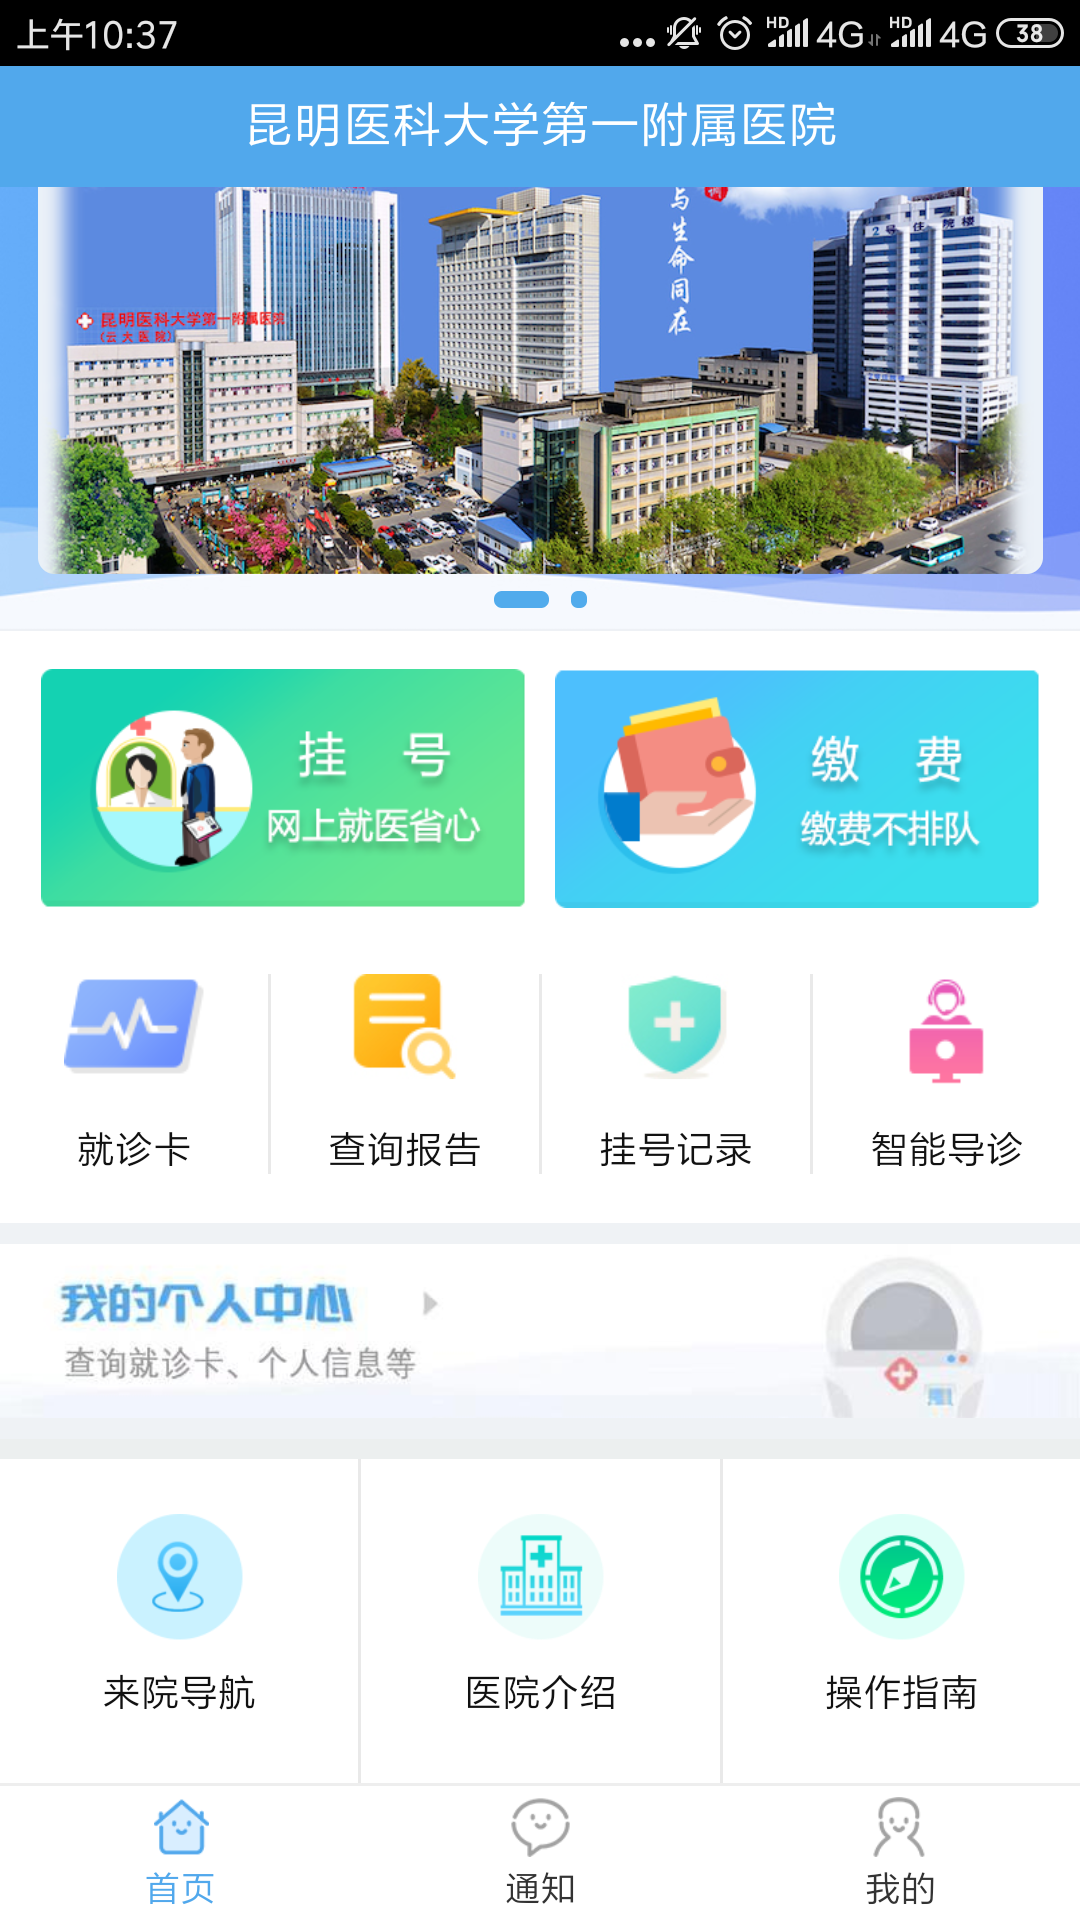 上午10:37
HD 4G HD 4G 38
昆明医科大学第一附属医院
与生命同在
2号住院楼
昆明医科大学第一附属医院
(云大医院)
挂 号
网上就医省心
缴 费
缴费不排队
就诊卡
查询报告
挂号记录
智能导诊
我的个人中心
查询就诊卡、个人信息等
来院导航
医院介绍
操作指南
首页
通知
我的